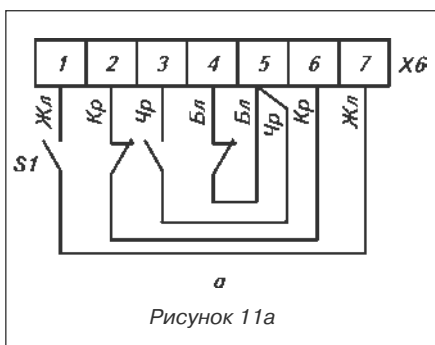 1 2 3 4 5 6 7 X6
Жл Кр Чр Бл Бл Чр Кр Жл
S1
а
Рисунок 11а